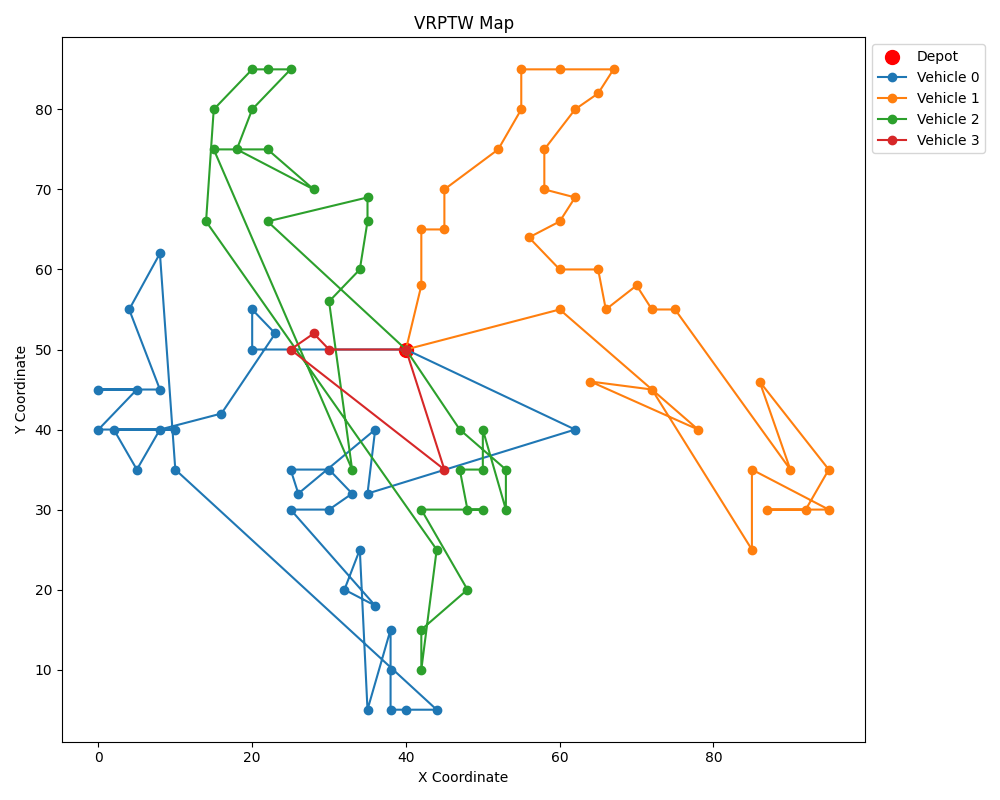 VRPTW Map
Depot
Vehicle 0
Vehicle 1
Vehicle 2
Vehicle 3
Y Coordinate
80
70
60
50
40
30
20
10
0
20
40
60
80
X Coordinate